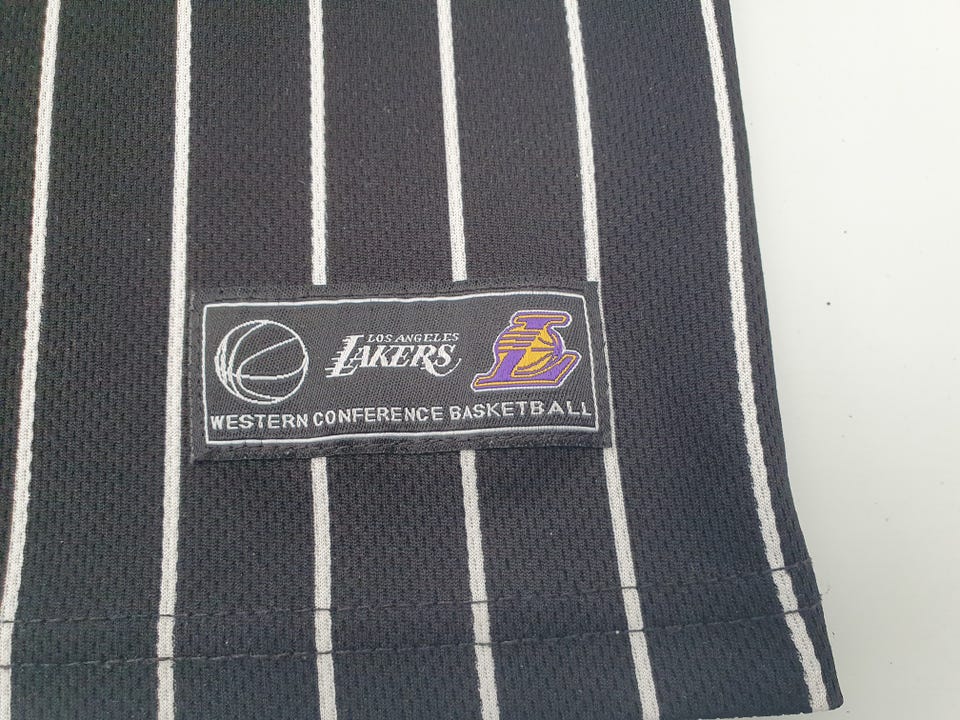 LOS ANGELES
LAKERS
WESTERN CONFERENCE BASKETBALL